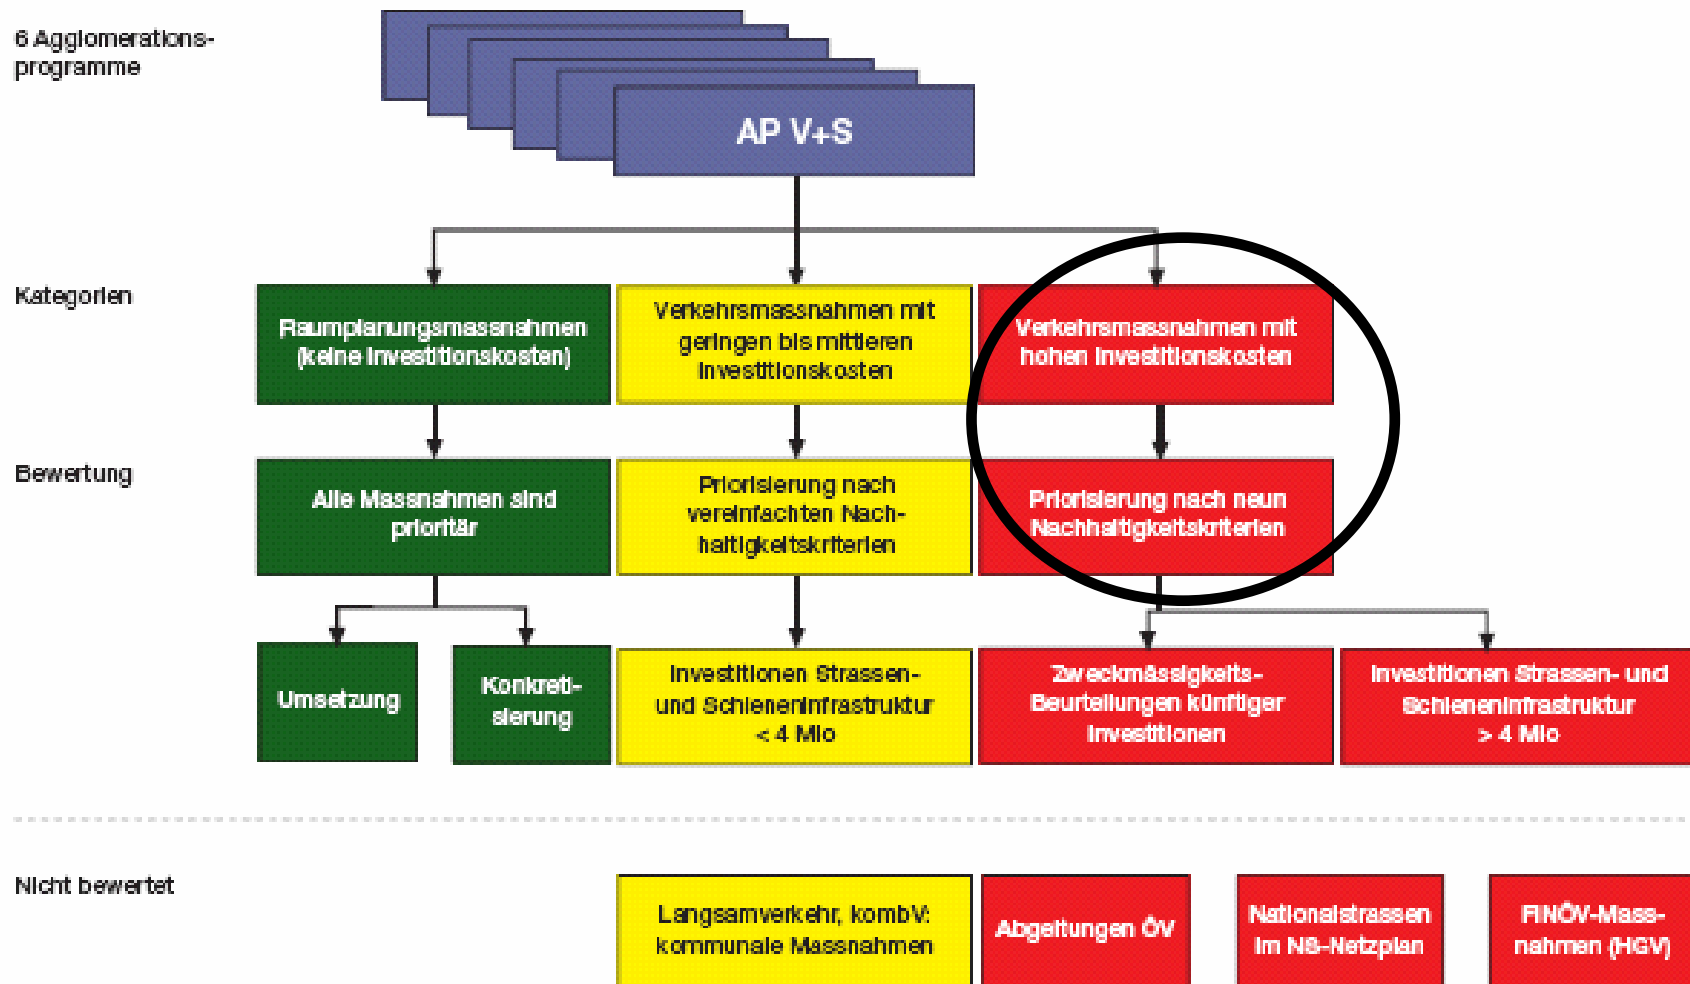 6 Agglomerations-
programme
AP V+S
Kategorien
Raumplanungsmassnahmen
(keine Investitionskosten)
Verkehrsmassnahmen mit
geringen bis mittleren
Investitionskosten
Verkehrsmassnahmen mit
hohen Investitionskosten
Bewertung
Alle Massnahmen sind
prioritär
Priorisierung nach
vereinfachten Nach-
haltigkeitskriterien
Priorisierung nach neun
Nachhaltigkeitskriterien
Umsetzung
Konkreti-
sierung
Investitionen Strassen-
und Schieneninfrastruktur
< 4 Mio
Zweckmässigkeits-
Beurteilungen künftiger
Investitionen
Investitionen Strassen- und
Schieneninfrastruktur
> 4 Mio
Nicht bewertet
Langsamverkehr, kombV:
kommunale Massnahmen
Abgeltungen ÖV
Nationalstrassen
im NS-Netzplan
FINÖV-Mass-
nahmen (HGV)